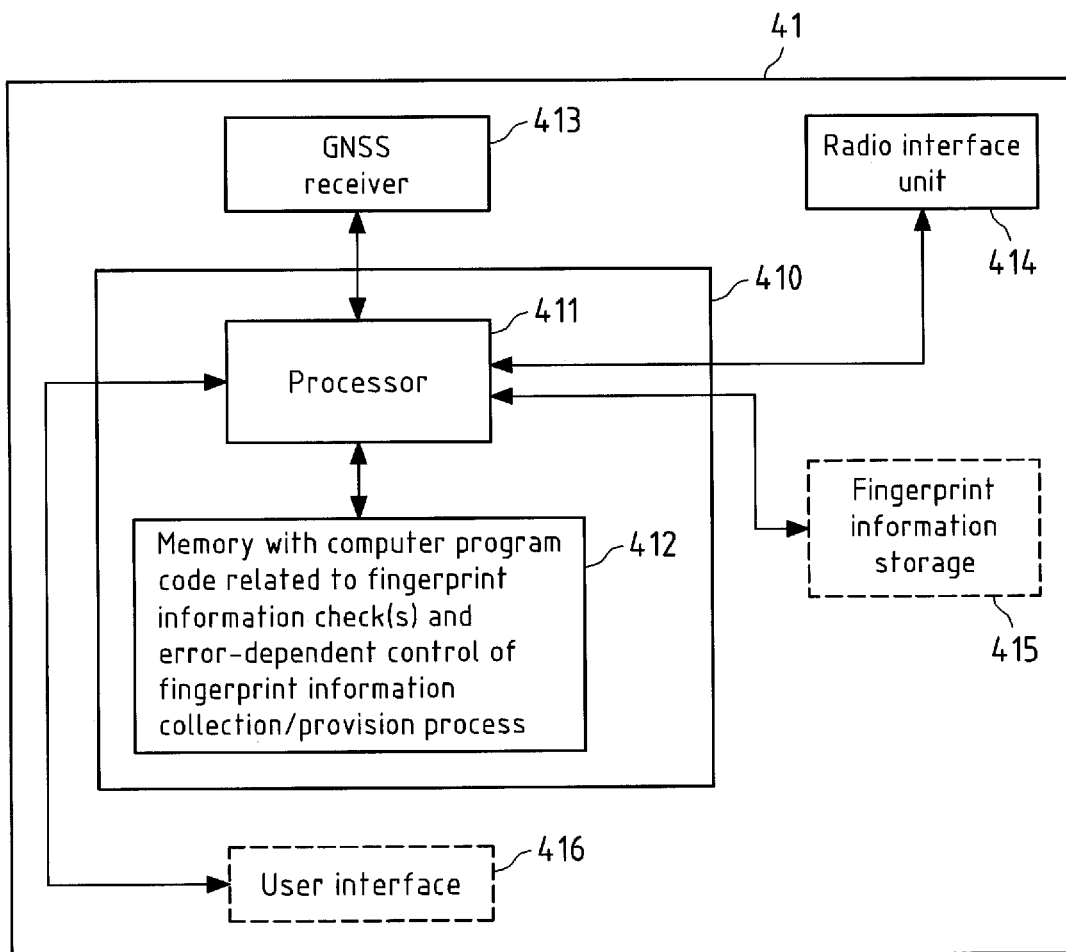 41
GNSS
receiver
413
Radio interface
unit
414
410
411
Processor
Memory with computer program
code related to fingerprint
information check(s) and
error-dependent control of
fingerprint information
collection/provision process
412
Fingerprint
information
storage
415
User interface
416